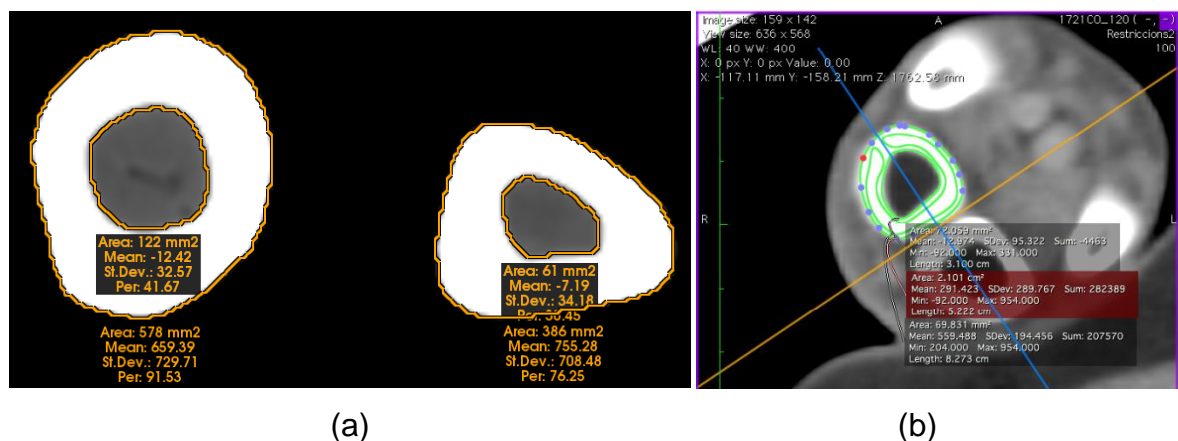 Area: 122 mm2
Mean: -12.42
St.Dev.: 32.57
Per: 41.67
Area: 578 mm2
Mean: 659.39
St.Dev.: 729.71
Per: 91.53
Area: 61 mm2
Mean: -7.19
St.Dev.: 34.18
Area: 386 mm2
Mean: 755.28
St.Dev.: 708.48
Per: 76.25
(a)
Image size: 159 x 142
View size: 636 x 568
WL: 40 WW: 400
X: 0 px Y: 0 px Value: 0.00
X: -117.11 mm Y: -158.21 mm Z: 1762.58 mm
A
1721CO_120 ( -, -)
Restriccions2
100
R
L
Area: 72.059 mm²
Mean: -12.974 SDev: 95.322 Sum: -4463
Min: -92.000 Max: 331.000
Length: 3.100 cm
Area: 2.101 cm²
Mean: 291.423 SDev: 289.767 Sum: 282389
Min: -92.000 Max: 954.000
Length: 5.222 cm
Area: 69.831 mm²
Mean: 559.488 SDev: 194.456 Sum: 207570
Min: 204.000 Max: 954.000
Length: 8.273 cm
(b)